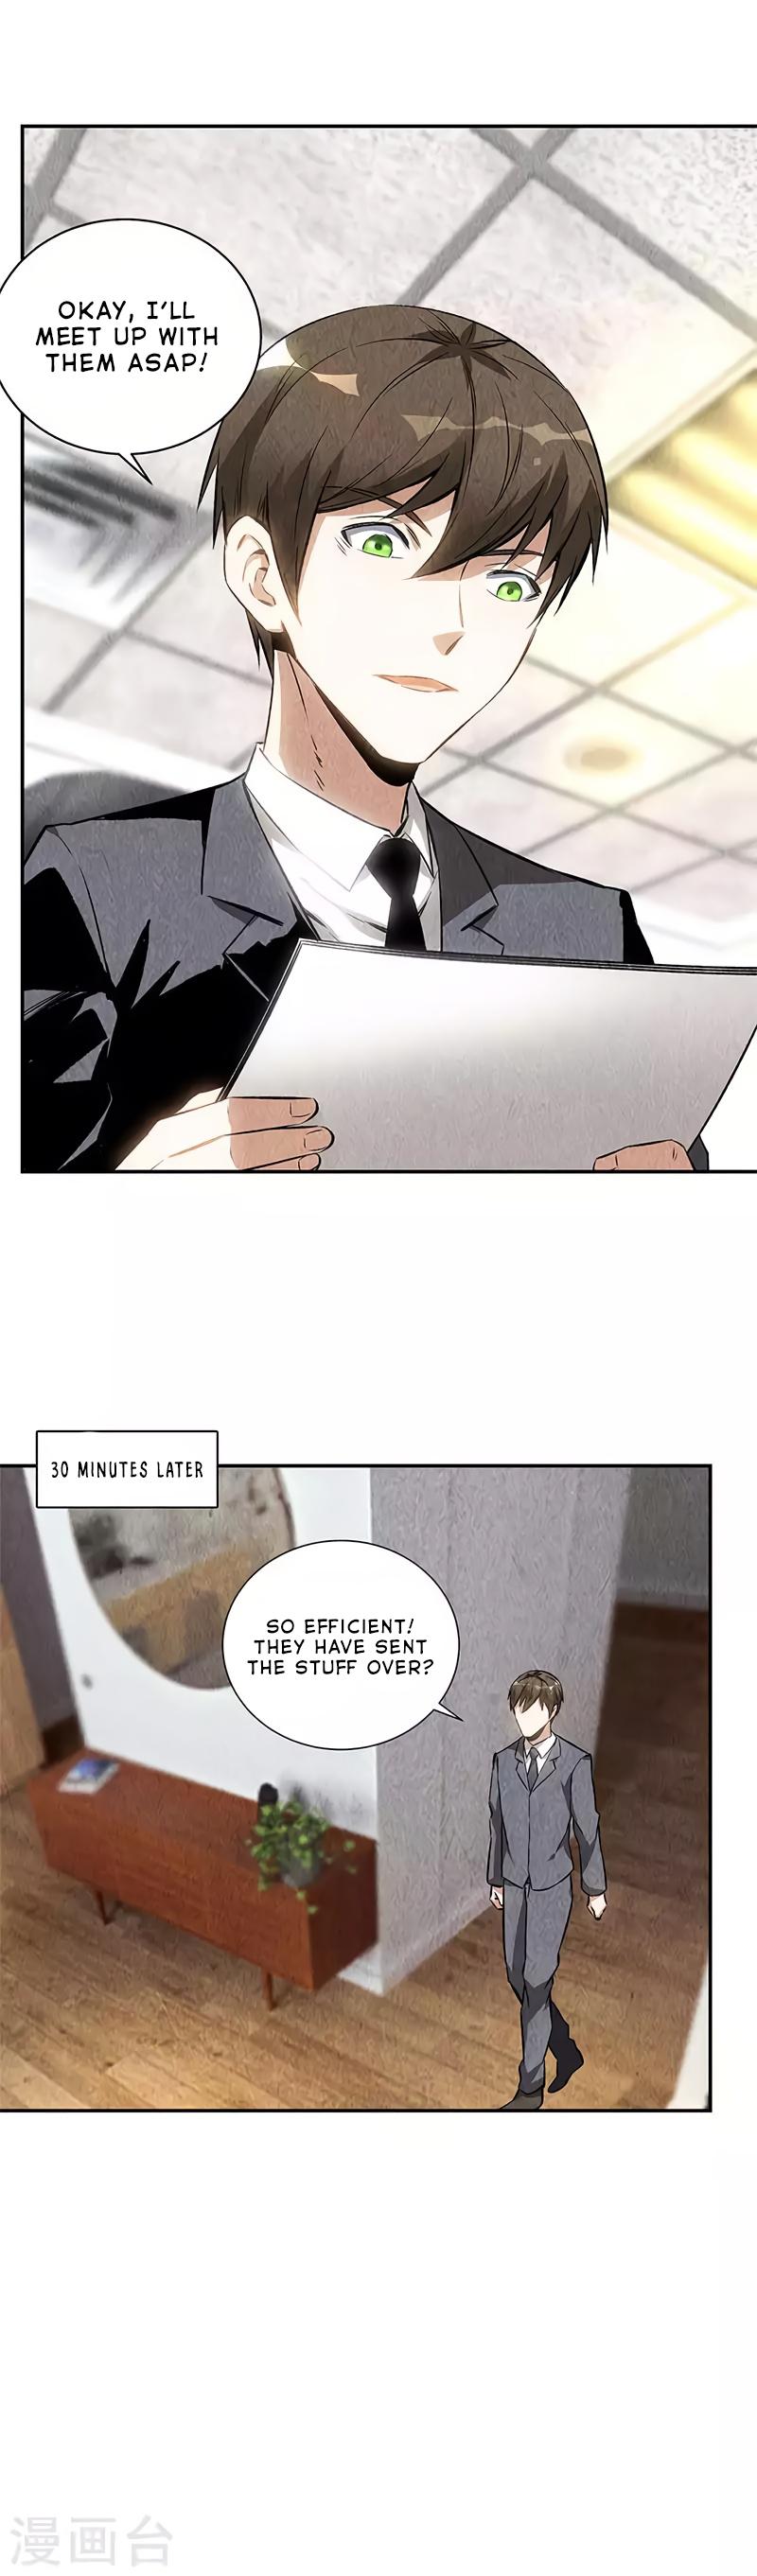 OKAY, I'LL
MEET UP WITH
THEM ASAP!
30 MINUTES LATER
SO EFFICIENT!
THEY HAVE SENT
THE STUFF OVER?
漫画台